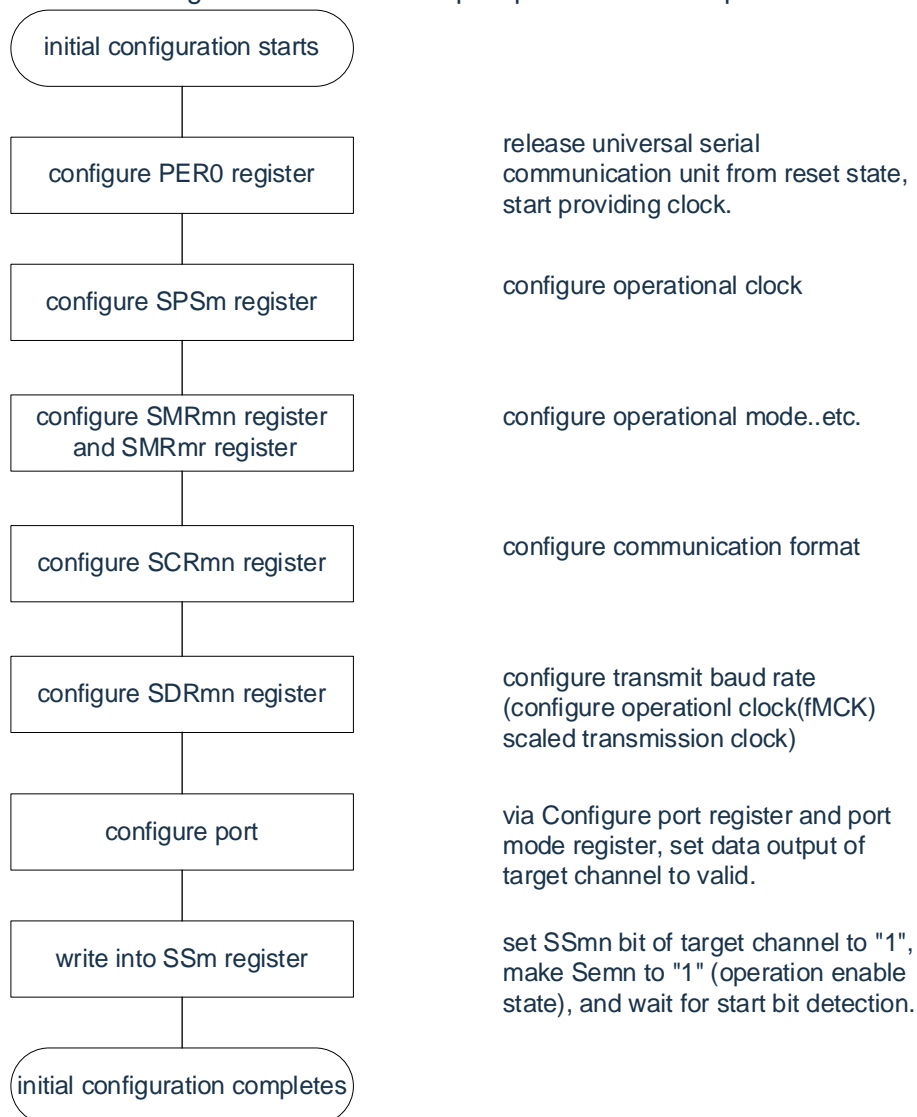 initial configuration starts
configure PER0 register
release universal serial
communication unit from reset state,
start providing clock.
configure SPSm register
configure operational clock
configure SMRmn register
and SMRmr register
configure operational mode..etc.
configure SCRmn register
configure communication format
configure SDRmn register
configure transmit baud rate
(configure operationl clock(fMCK)
scaled transmission clock)
configure port
via Configure port register and port
mode register, set data output of
target channel to valid.
write into SSm register
set SSmn bit of target channel to "1",
make Semn to "1" (operation enable
state), and wait for start bit detection.
initial configuration completes